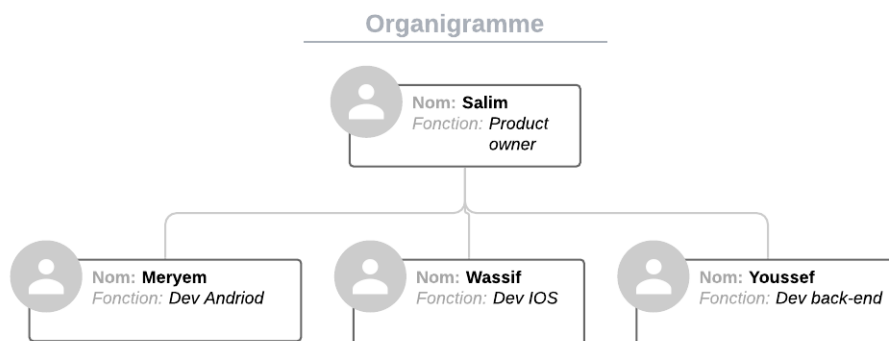 Organigramme
Nom: Salim
Fonction: Product
owner
Nom: Meryem
Fonction: Dev Andriod
Nom: Wassif
Fonction: Dev IOS
Nom: Youssef
Fonction: Dev back-end